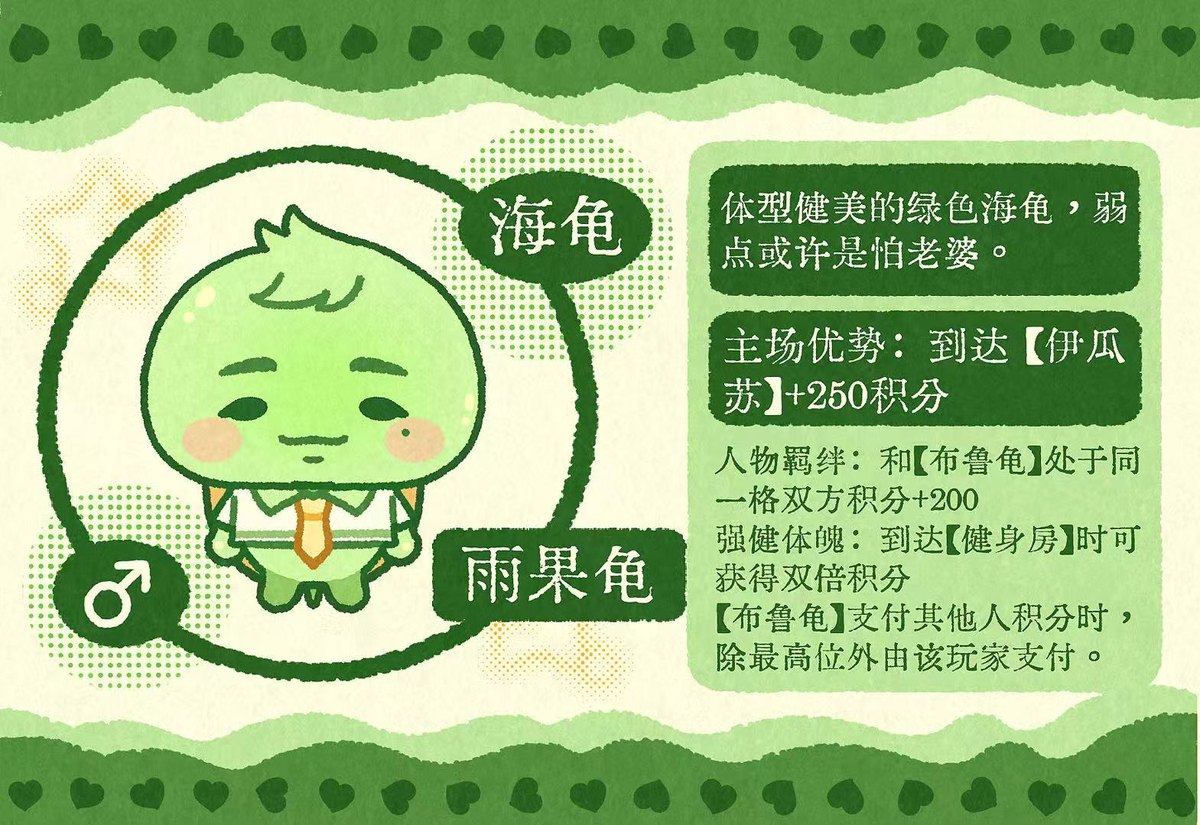 海龟
♂
雨果龟
体型健美的绿色海龟，弱
点或许是怕老婆。
主场优势：到达【伊瓜
苏】+250积分
人物羁绊：和【布鲁龟】处于同
一格双方积分+200
强健体魄：到达【健身房】时可
获得双倍积分
【布鲁龟】支付其他人积分时，
除最高位外由该玩家支付。